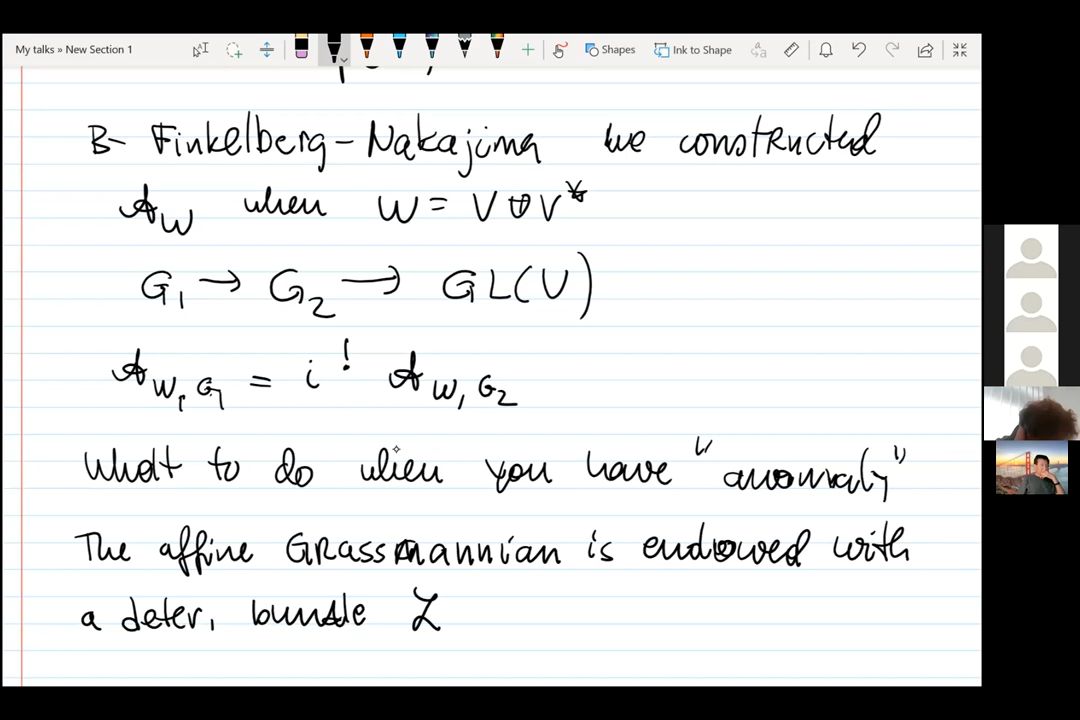 My talks » New Section 1
Shapes
Ink to Shape
B- Finkelberg - Nakajima we constructed
𝒜_W when W = V ⊕ V*
G₁ → G₂ → GL(V)
𝒜_{W, G₁} = i^! 𝒜_{W, G₂}
What to do when you have "anomaly"
The affine Grassmannian is endowed with
a deter. bundle ℒ